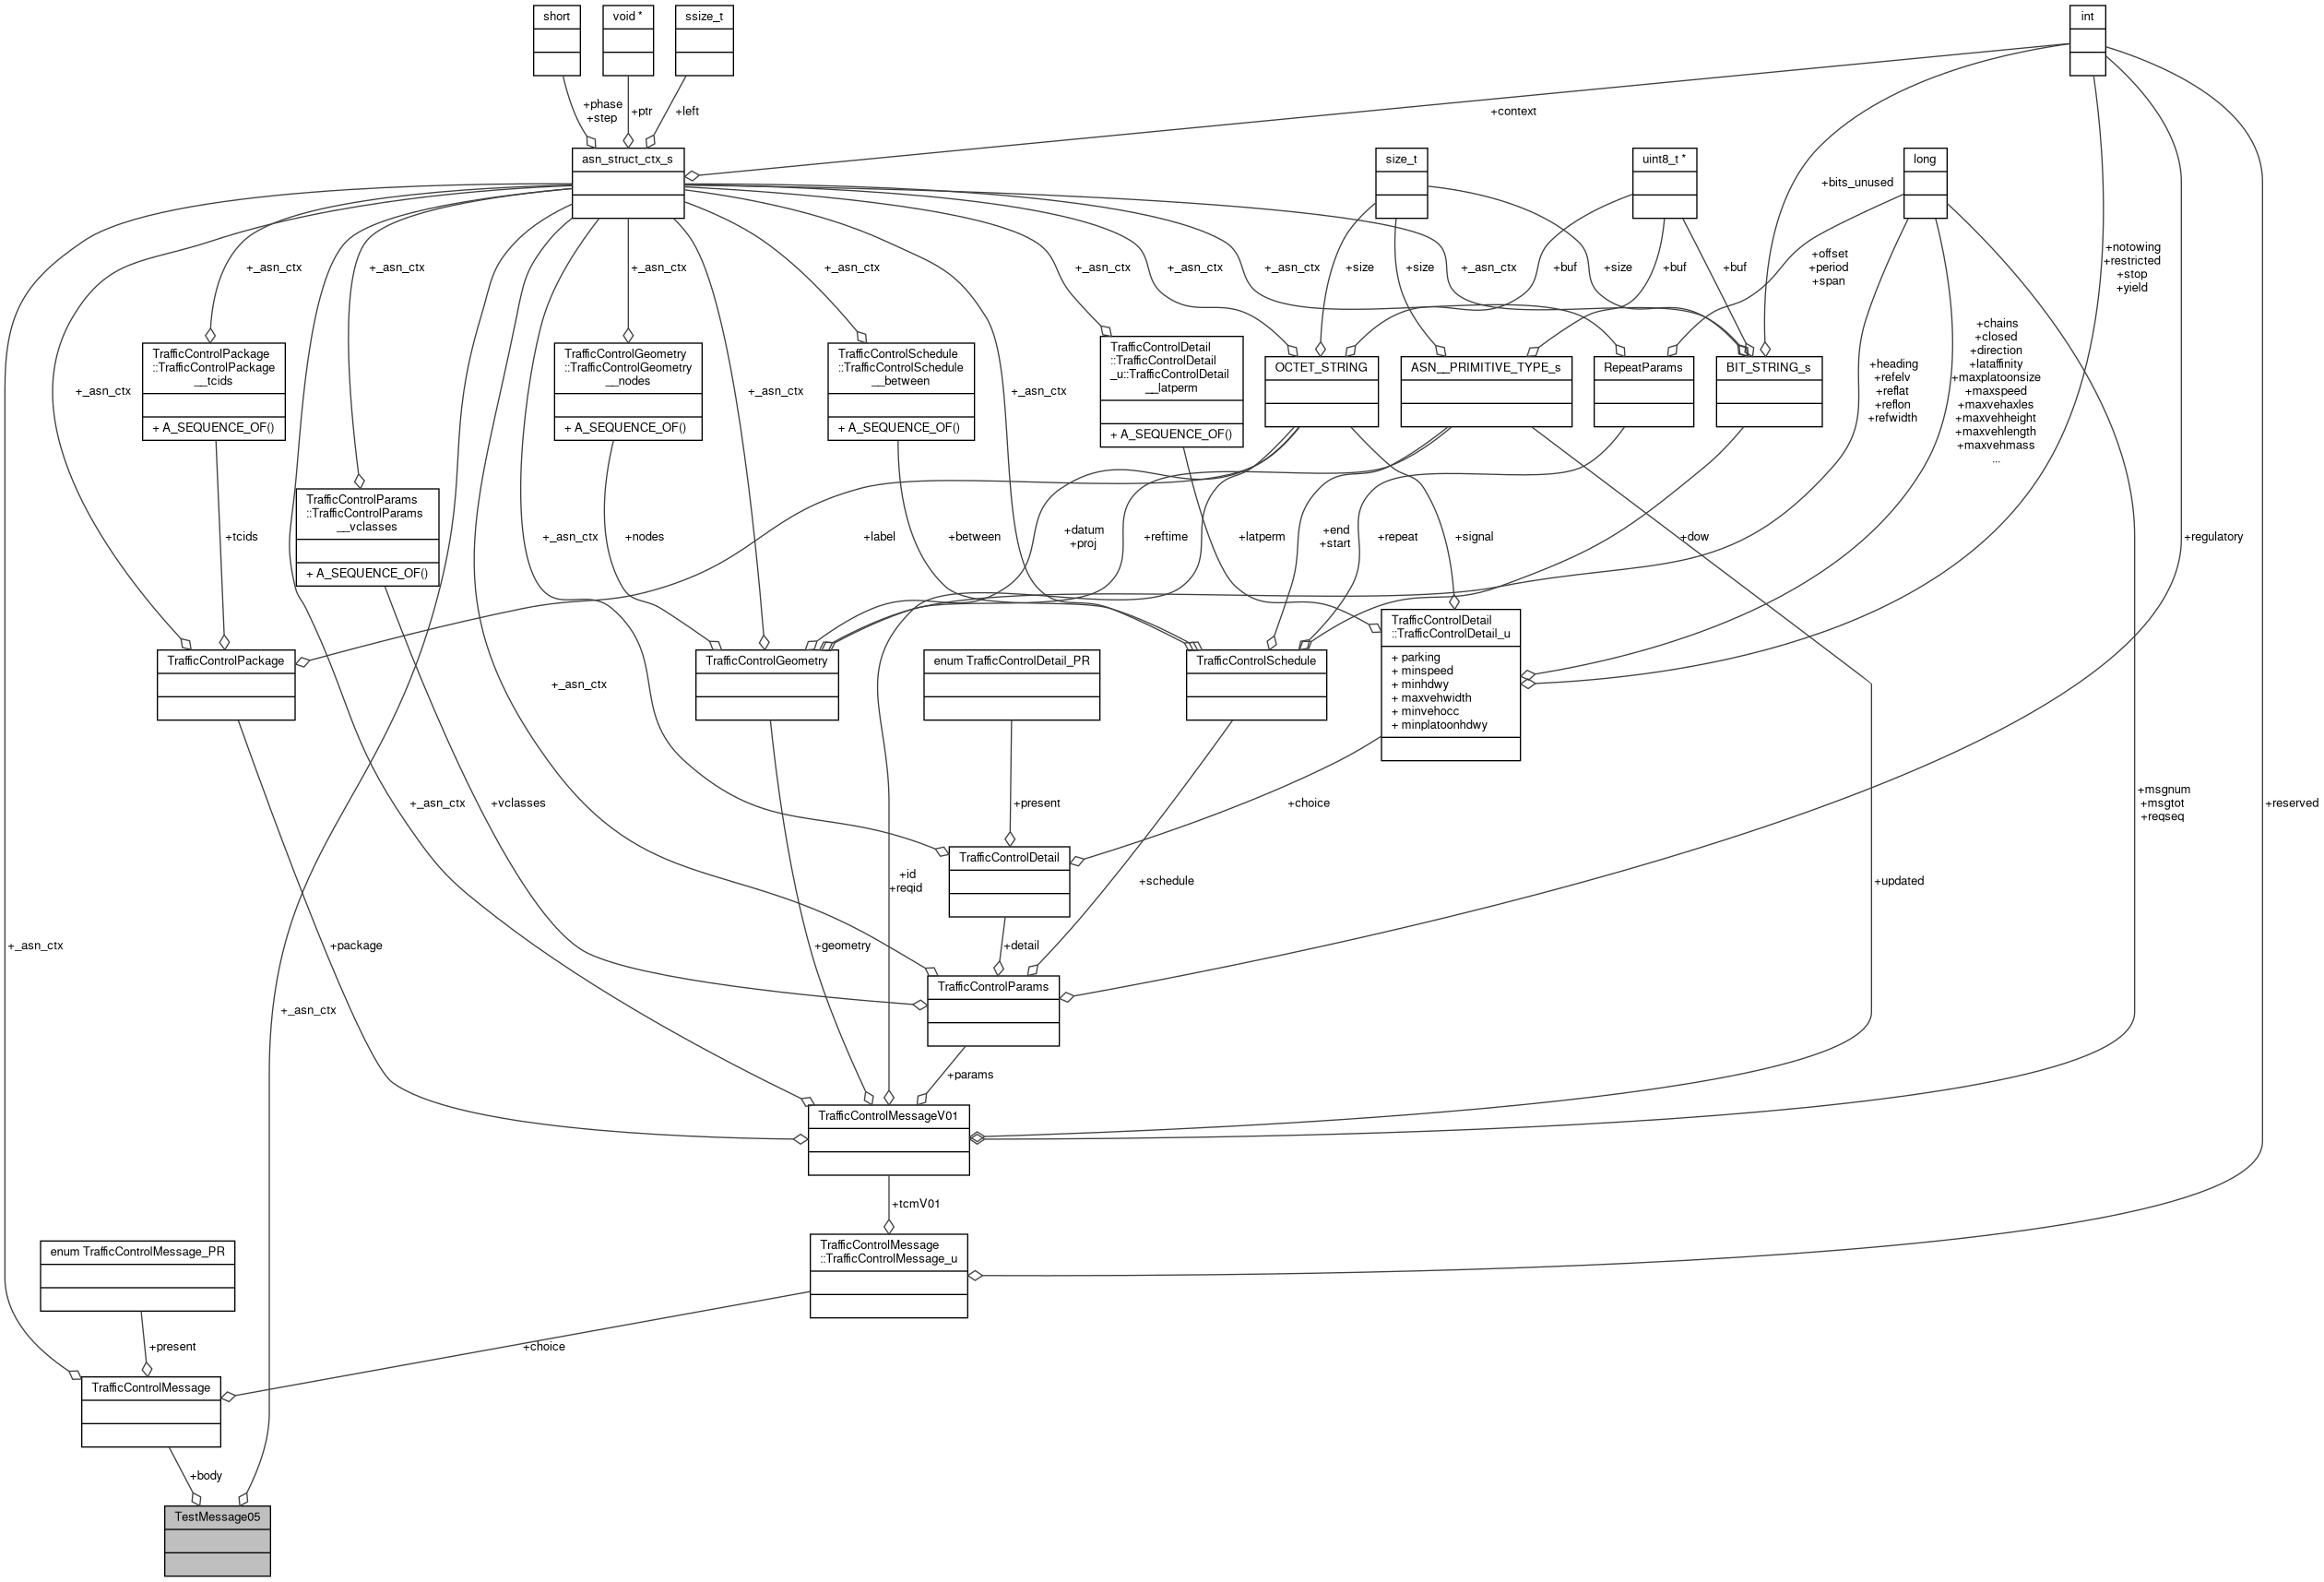 short
void *
ssize_t
int
+phase
+step
+ptr
+left
+context
asn_struct_ctx_s
size_t
uint8_t *
long
+bits_unused
+_asn_ctx
+_asn_ctx
+_asn_ctx
+_asn_ctx
+_asn_ctx
+_asn_ctx
+_asn_ctx
+_asn_ctx
+size
+size
+buf
+size
+buf
+buf
+offset
+period
+span
+notowing
+restricted
+stop
+yield
TrafficControlPackage
::TrafficControlPackage
__tcids
+ A_SEQUENCE_OF()
TrafficControlGeometry
::TrafficControlGeometry
__nodes
+ A_SEQUENCE_OF()
TrafficControlSchedule
::TrafficControlSchedule
__between
+ A_SEQUENCE_OF()
TrafficControlDetail
::TrafficControlDetail
_u::TrafficControlDetail
__latperm
+ A_SEQUENCE_OF()
OCTET_STRING
ASN__PRIMITIVE_TYPE_s
RepeatParams
BIT_STRING_s
+_asn_ctx
+_asn_ctx
+_asn_ctx
+heading
+refelv
+reflat
+reflon
+refwidth
+chains
+closed
+direction
+lataffinity
+maxplatoonsize
+maxspeed
+maxvehaxles
+maxvehheight
+maxvehlength
+maxvehmass
...
TrafficControlParams
::TrafficControlParams
__vclasses
+ A_SEQUENCE_OF()
+tcids
+_asn_ctx
+nodes
+label
+between
+datum
+proj
+reftime
+latperm
+end
+start
+repeat
+signal
+dow
+regulatory
TrafficControlPackage
TrafficControlGeometry
enum TrafficControlDetail_PR
TrafficControlSchedule
TrafficControlDetail
::TrafficControlDetail_u
+ parking
+ minspeed
+ minhdwy
+ maxvehwidth
+ minvehocc
+ minplatoonhdwy
+_asn_ctx
+_asn_ctx
+vclasses
+present
+choice
+msgnum
+msgtot
+reqseq
+reserved
TrafficControlDetail
+id
+reqid
+schedule
+updated
+_asn_ctx
+package
+geometry
+detail
TrafficControlParams
+_asn_ctx
+params
TrafficControlMessageV01
+tcmV01
enum TrafficControlMessage_PR
TrafficControlMessage
::TrafficControlMessage_u
+present
+choice
TrafficControlMessage
+body
TestMessage05